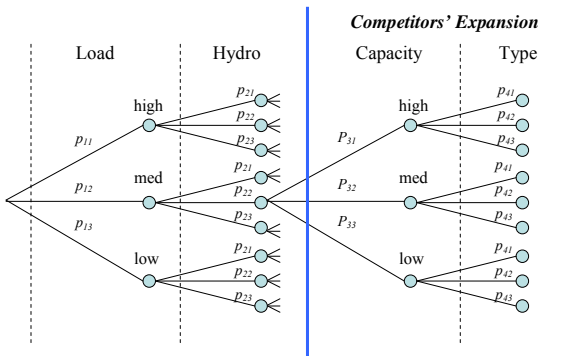 Competitors' Expansion
Load Hydro Capacity Type
p21 p41
high p22 high p42
p11 p23 P31 p43
p21 p41
med p22 med p42
p12 p23 P32 p43
p13 P33
p21 p41
low p22 low p42
p23 p43